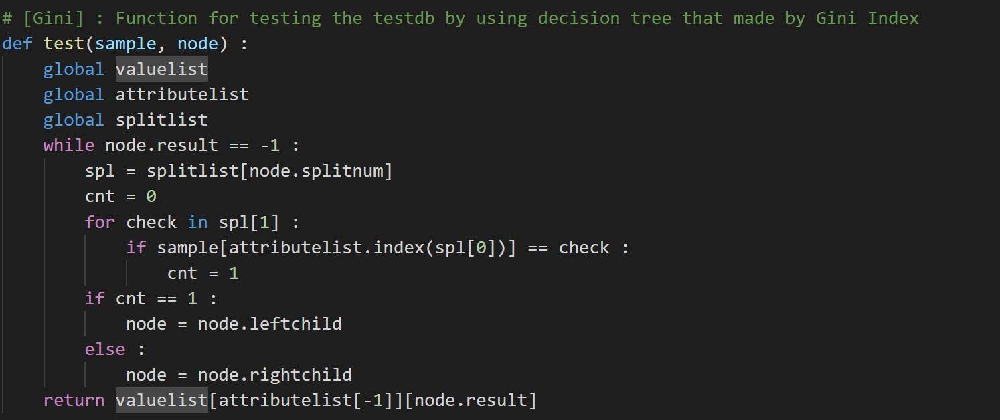 # [Gini] : Function for testing the testdb by using decision tree that made by Gini Index
def test(sample, node) :
    global valuelist
    global attributelist
    global splitlist
    while node.result == -1 :
        spl = splitlist[node.splitnum]
        cnt = 0
        for check in spl[1] :
            if sample[attributelist.index(spl[0])] == check :
                cnt = 1
        if cnt == 1 :
            node = node.leftchild
        else :
            node = node.rightchild
    return valuelist[attributelist[-1]][node.result]